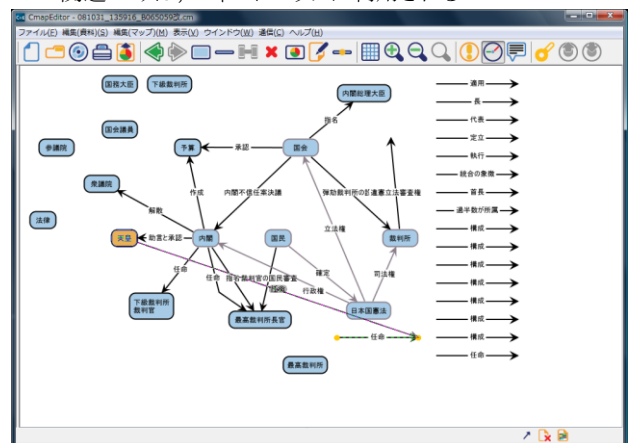 CmapEditor - 081031_135916_B0650595.cm
ファイル(F) 編集(資料)(S) 編集(マップ)(M) 表示(V) ウインドウ(W) 通信(C) ヘルプ(H)
国務大臣
下級裁判所
内閣総理大臣
適用
長
指名
国会議員
代表
参議院
予算
承認
国会
定立
執行
衆議院
作成
内閣不信任案決議
弾劾裁判所の
違憲立法審査権
統合の象徴
首長
解散
過半数が所属
法律
立法権
構成
天皇
助言と承認
内閣
国民
裁判所
構成
任命
任命
指名
裁判官の国民審査
確定
司法権
構成
行政権
構成
下級裁判所
裁判官
最高裁判所長官
日本国憲法
構成
任命
構成
最高裁判所
任命